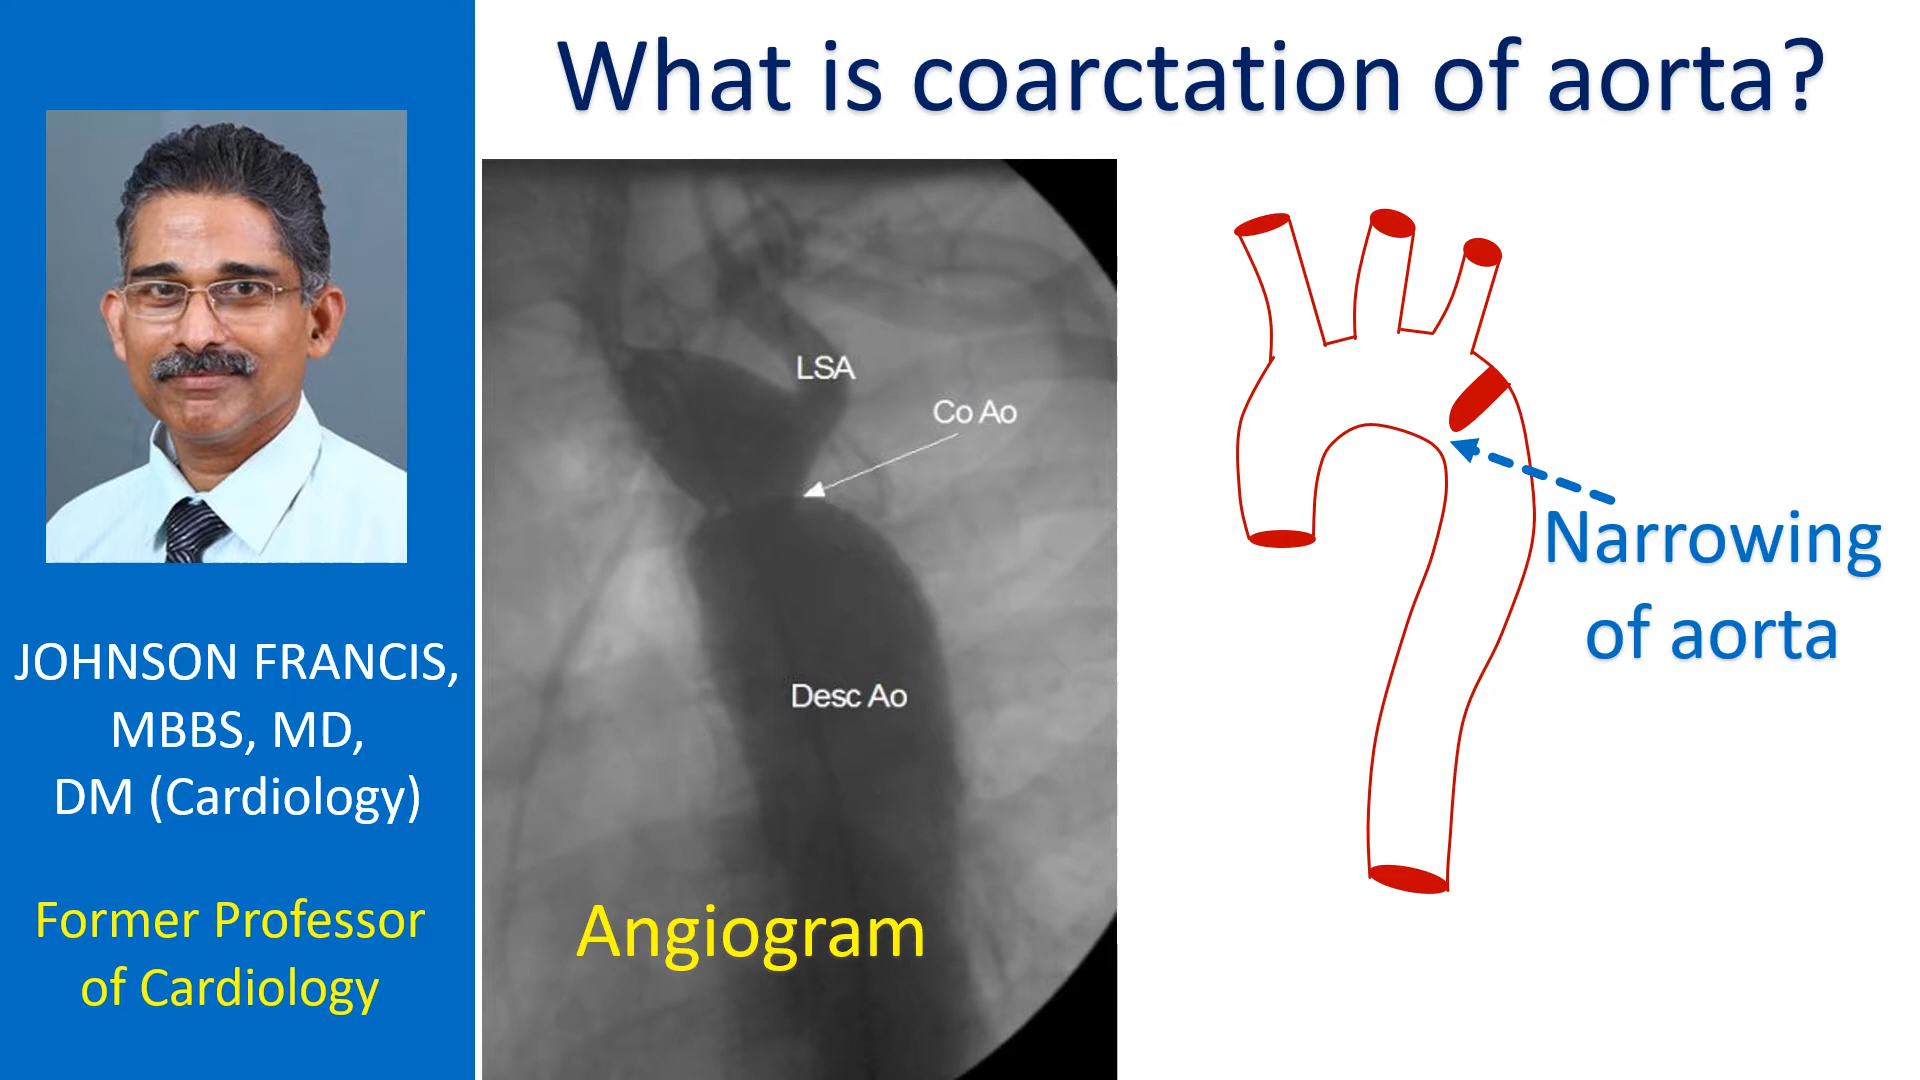 What is coarctation of aorta?
JOHNSON FRANCIS,
MBBS, MD,
DM (Cardiology)
Former Professor
of Cardiology
LSA
Co Ao
Desc Ao
Angiogram
Narrowing
of aorta